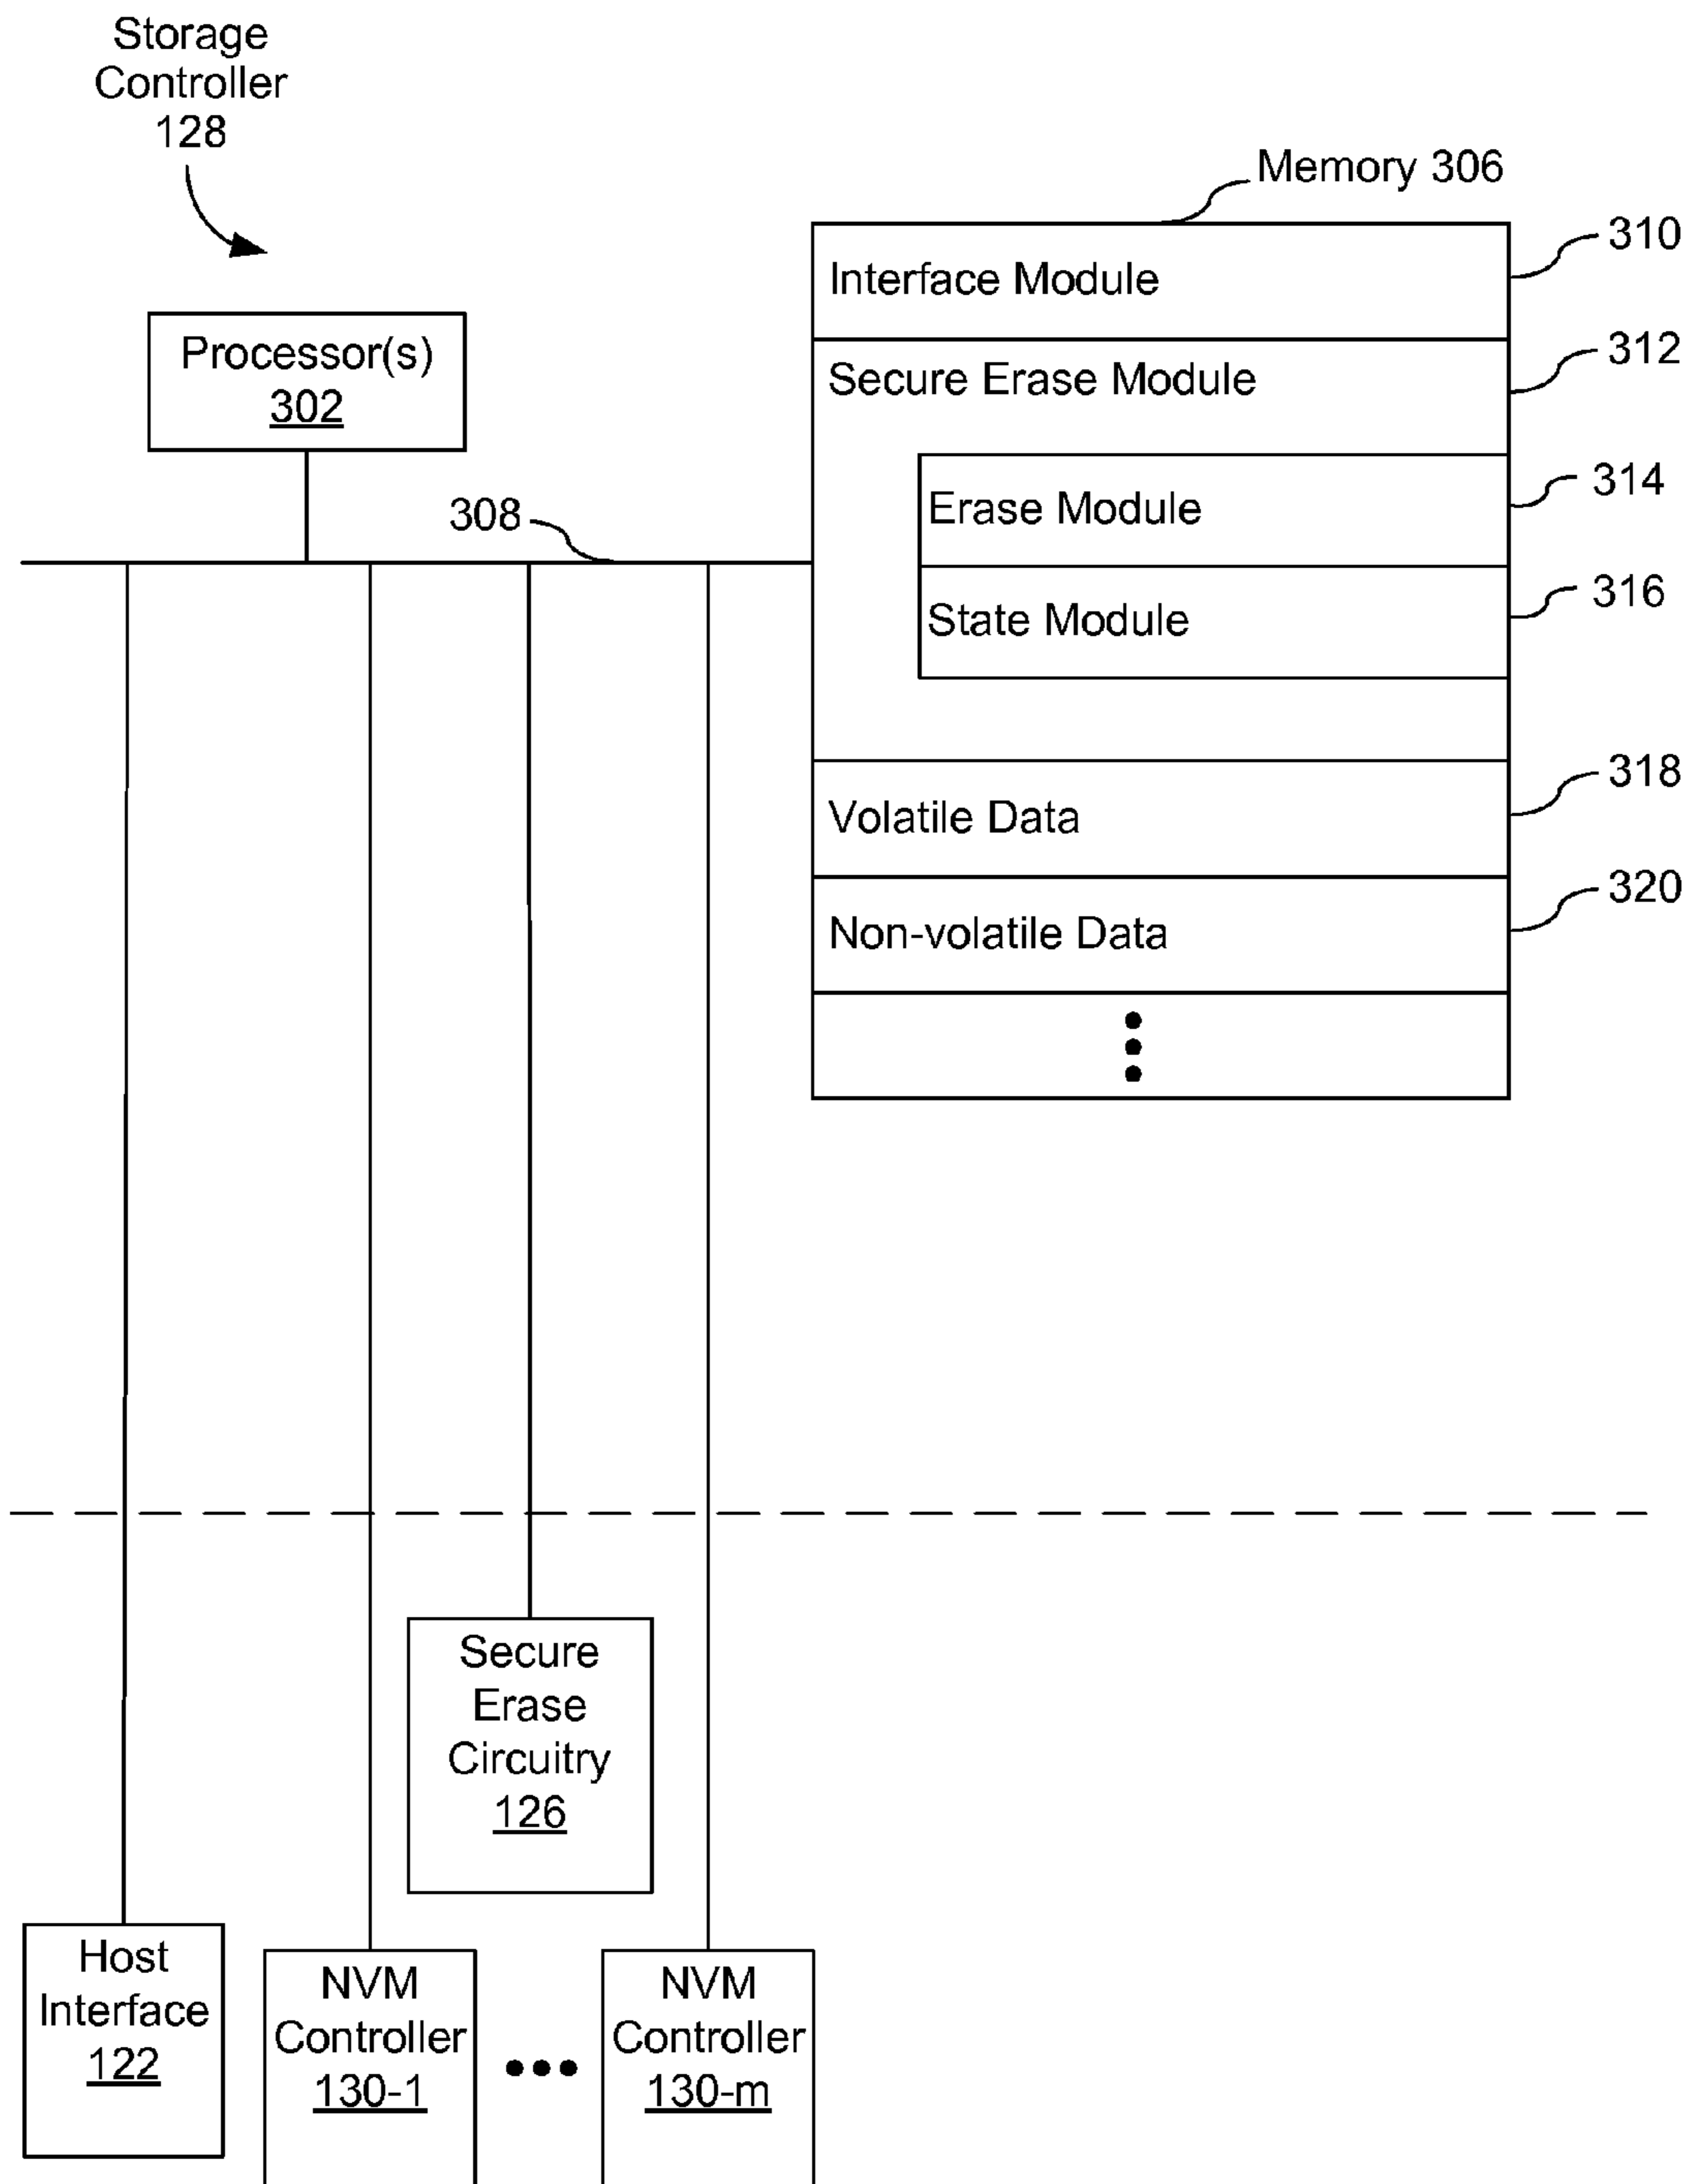 Storage
Controller
128
Memory 306
310
Interface Module
312
Processor(s)
302
Secure Erase Module
314
Erase Module
308
316
State Module
318
Volatile Data
320
Non-volatile Data
Secure
Erase
Circuitry
126
Host
Interface
122
NVM
Controller
130-1
NVM
Controller
130-m